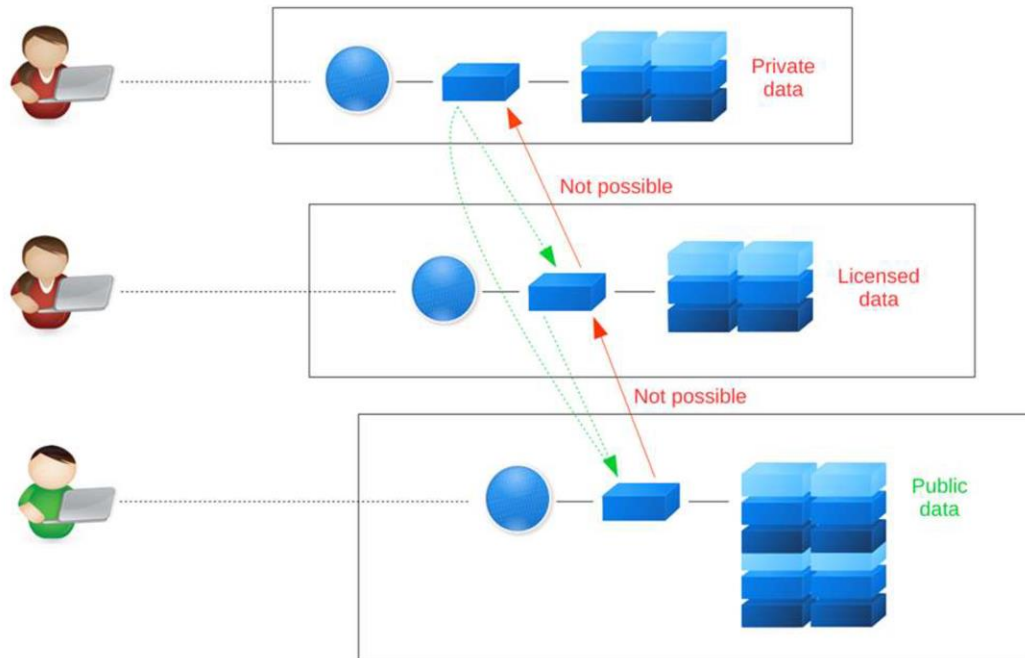 Private
data
Not possible
Licensed
data
Not possible
Public
data